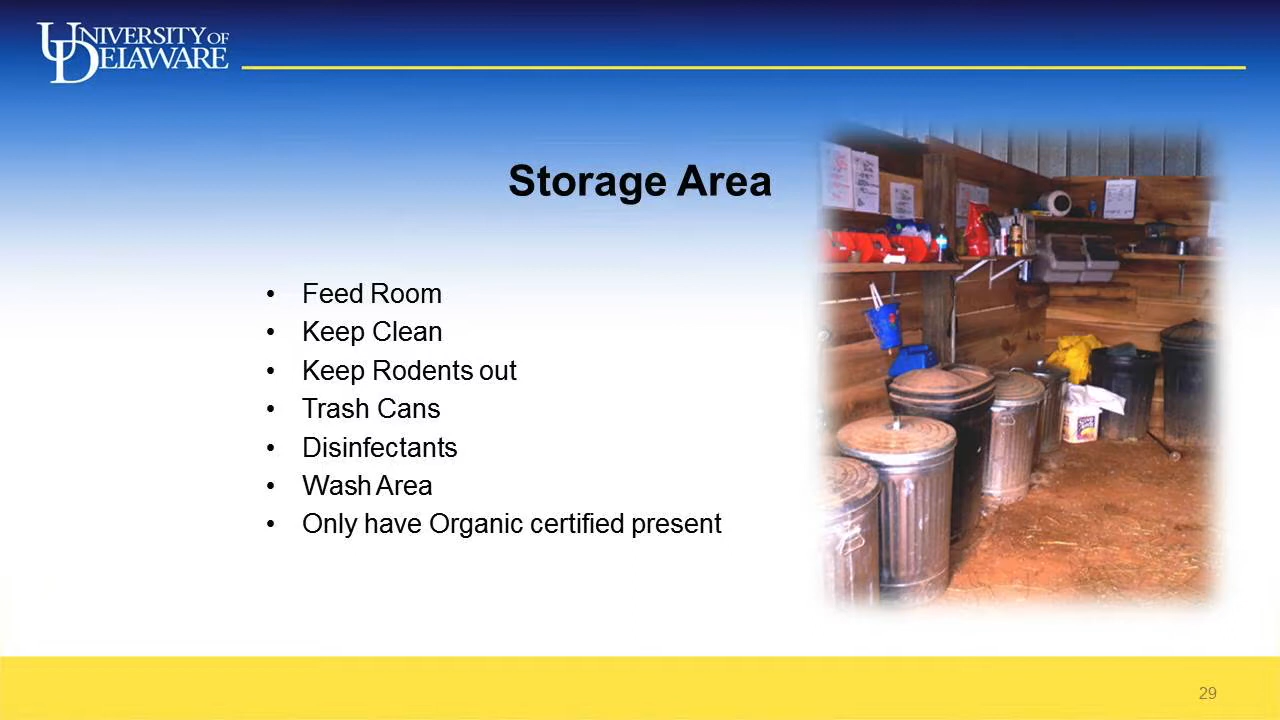 UNIVERSITY OF
DELAWARE
Storage Area
• Feed Room
• Keep Clean
• Keep Rodents out
• Trash Cans
• Disinfectants
• Wash Area
• Only have Organic certified present
29